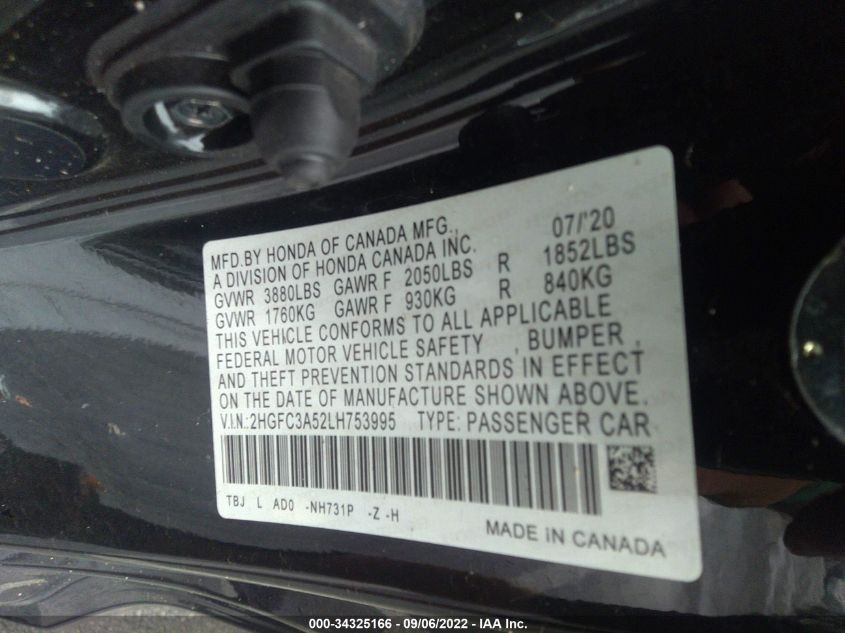 MFD.BY HONDA OF CANADA MFG., 07/'20
A DIVISION OF HONDA CANADA INC.
GVWR 3880LBS GAWR F 2050LBS R 1852LBS
GVWR 1760KG GAWR F 930KG R 840KG
THIS VEHICLE CONFORMS TO ALL APPLICABLE
FEDERAL MOTOR VEHICLE SAFETY , BUMPER ,
AND THEFT PREVENTION STANDARDS IN EFFECT
ON THE DATE OF MANUFACTURE SHOWN ABOVE.
V.I.N.:2HGFC3A52LH753995 TYPE: PASSENGER CAR
TBJ L AD0 -NH731P -Z -H
MADE IN CANADA
000-34325166 - 09/06/2022 - IAA Inc.